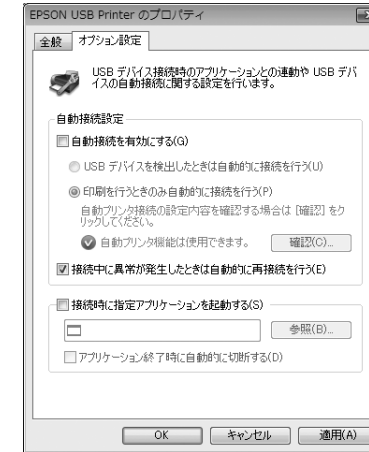 EPSON USB Printer のプロパティ
全般 オプション設定
USB デバイス接続時のアプリケーションとの連動や USB デバ
イスの自動接続に関する設定を行います。
自動接続設定
自動接続を有効にする(G)
USB デバイスを検出したときは自動的に接続を行う(U)
印刷を行うときのみ自動的に接続を行う(P)
自動プリンタ接続の設定内容を確認する場合は [確認] をク
リックしてください。
自動プリンタ機能は使用できます。 確認(C)...
接続中に異常が発生したときは自動的に再接続を行う(E)
接続時に指定アプリケーションを起動する(S)
参照(B)...
アプリケーション終了時に自動的に切断する(D)
OK キャンセル 適用(A)